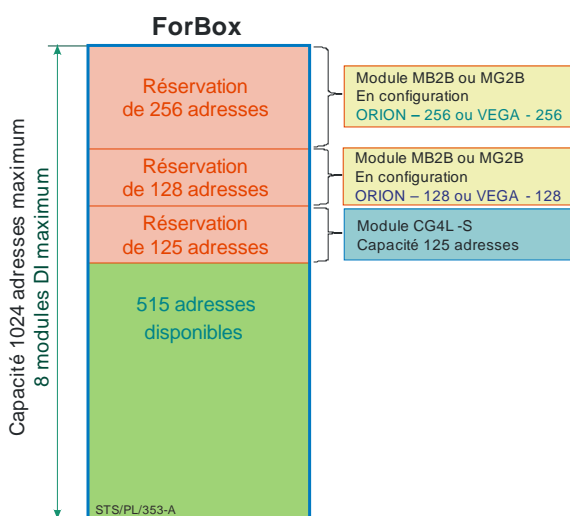 ForBox
Capacité 1024 adresses maximum
8 modules DI maximum
Réservation
de 256 adresses
Module MB2B ou MG2B
En configuration
ORION – 256 ou VEGA - 256
Réservation
de 128 adresses
Module MB2B ou MG2B
En configuration
ORION – 128 ou VEGA - 128
Réservation
de 125 adresses
Module CG4L -S
Capacité 125 adresses
515 adresses
disponibles
STS/PL/353-A